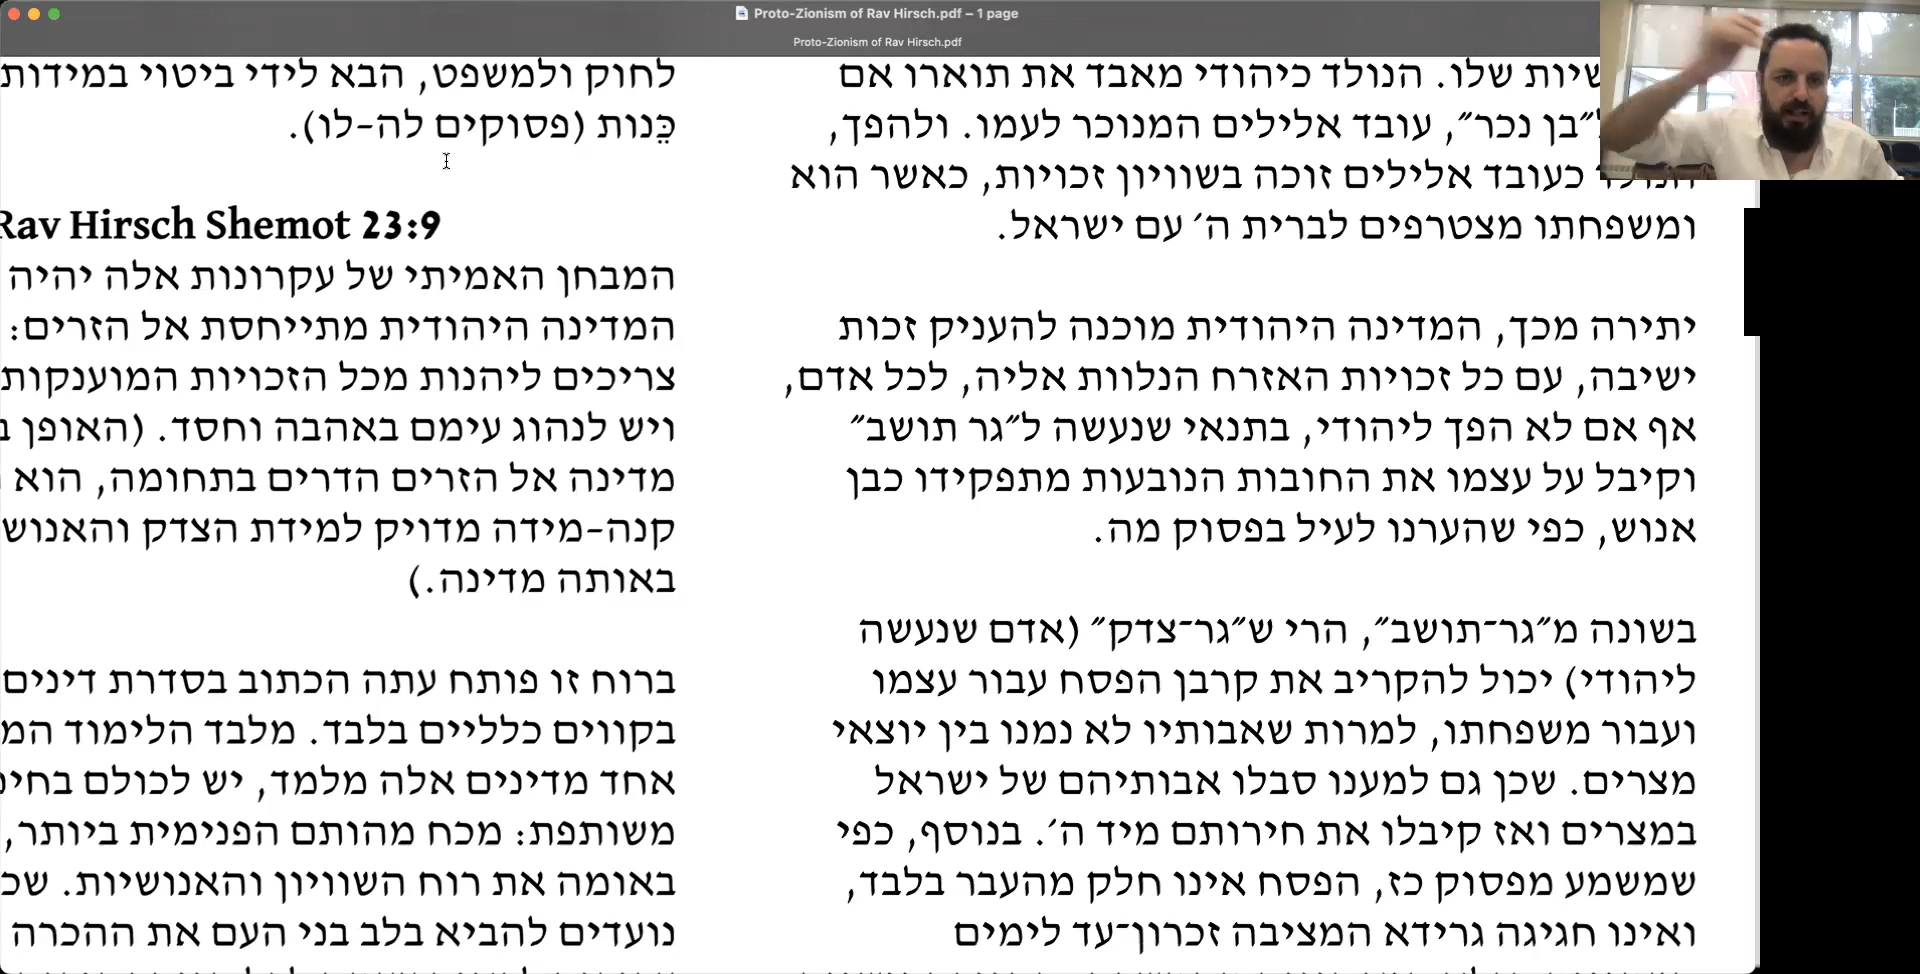 Proto-Zionism of Rav Hirsch.pdf – 1 page
Proto-Zionism of Rav Hirsch.pdf
שלו. הנולד כיהודי מאבד את תוארו אם
ל״בן נכר״, עובד אלילים המנוכר לעמו. ולהפך,
כעובד אלילים זוכה בשוויון זכויות, כאשר הוא
ומשפחתו מצטרפים לברית ה׳ עם ישראל.
יתירה מכך, המדינה היהודית מוכנה להעניק זכות
ישיבה, עם כל זכויות האזרח הנלוות אליה, לכל אדם,
אף אם לא הפך ליהודי, בתנאי שנעשה ל״גר תושב״
וקיבל על עצמו את החובות הנובעות מתפקידו כבן
אנוש, כפי שהערנו לעיל בפסוק מה.
בשונה מ״גר־תושב״, הרי ש״גר־צדק״ (אדם שנעשה
ליהודי) יכול להקריב את קרבן הפסח עבור עצמו
ועבור משפחתו, למרות שאבותיו לא נמנו בין יוצאי
מצרים. שכן גם למענו סבלו אבותיהם של ישראל
במצרים ואז קיבלו את חירותם מיד ה׳. בנוסף, כפי
שמשמע מפסוק כז, הפסח אינו חלק מהעבר בלבד,
ואינו חגיגה גרידא המציבה זכרון־עד לימים
לחוק ולמשפט, הבא לידי ביטוי במידות
כֵּנות (פסוקים לה-לו).
Rav Hirsch Shemot 23:9
המבחן האמיתי של עקרונות אלה יהיה
המדינה היהודית מתייחסת אל הזרים:
צריכים ליהנות מכל הזכויות המוענקות
ויש לנהוג עימם באהבה וחסד. (האופן
מדינה אל הזרים הדרים בתחומה, הוא
קנה-מידה מדויק למידת הצדק והאנוש
באותה מדינה.)
ברוח זו פותח עתה הכתוב בסדרת דינים
בקווים כלליים בלבד. מלבד הלימוד
אחד מדינים אלה מלמד, יש לכולם
משותפת: מכח מהותם הפנימית ביותר,
באומה את רוח השוויון והאנושיות.
נועדים להביא בלב בני העם את ההכרה